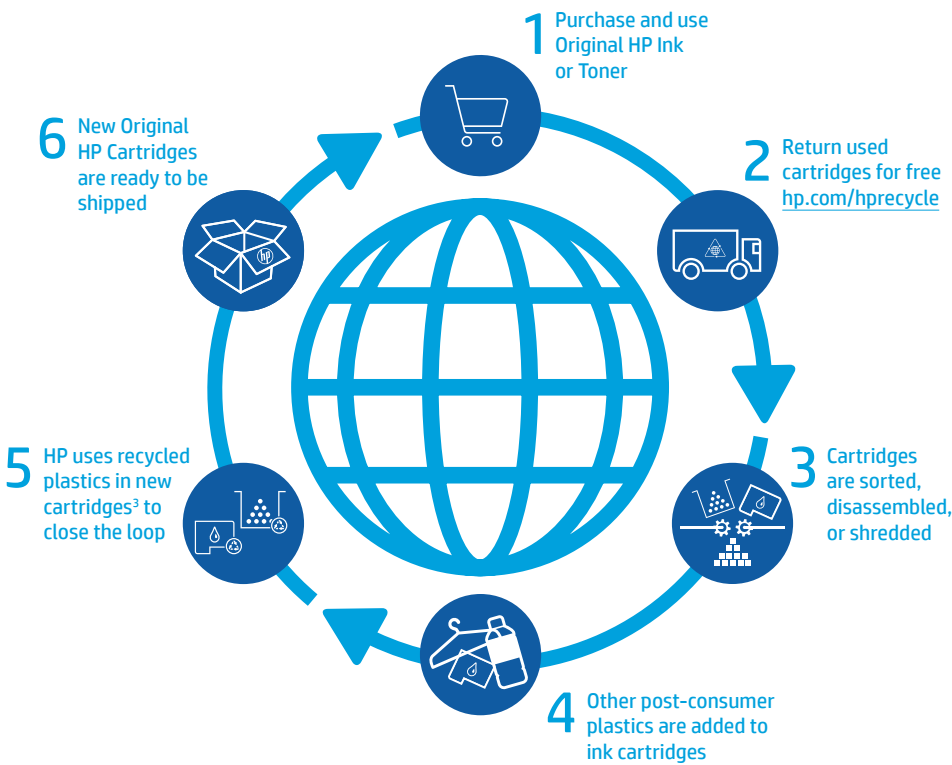 1
Purchase and use
Original HP Ink
or Toner
2
Return used
cartridges for free
hp.com/hprecycle
3
Cartridges
are sorted,
disassembled,
or shredded
4
Other post-consumer
plastics are added to
ink cartridges
5
HP uses recycled
plastics in new
cartridges³ to
close the loop
6
New Original
HP Cartridges
are ready to be
shipped
hp